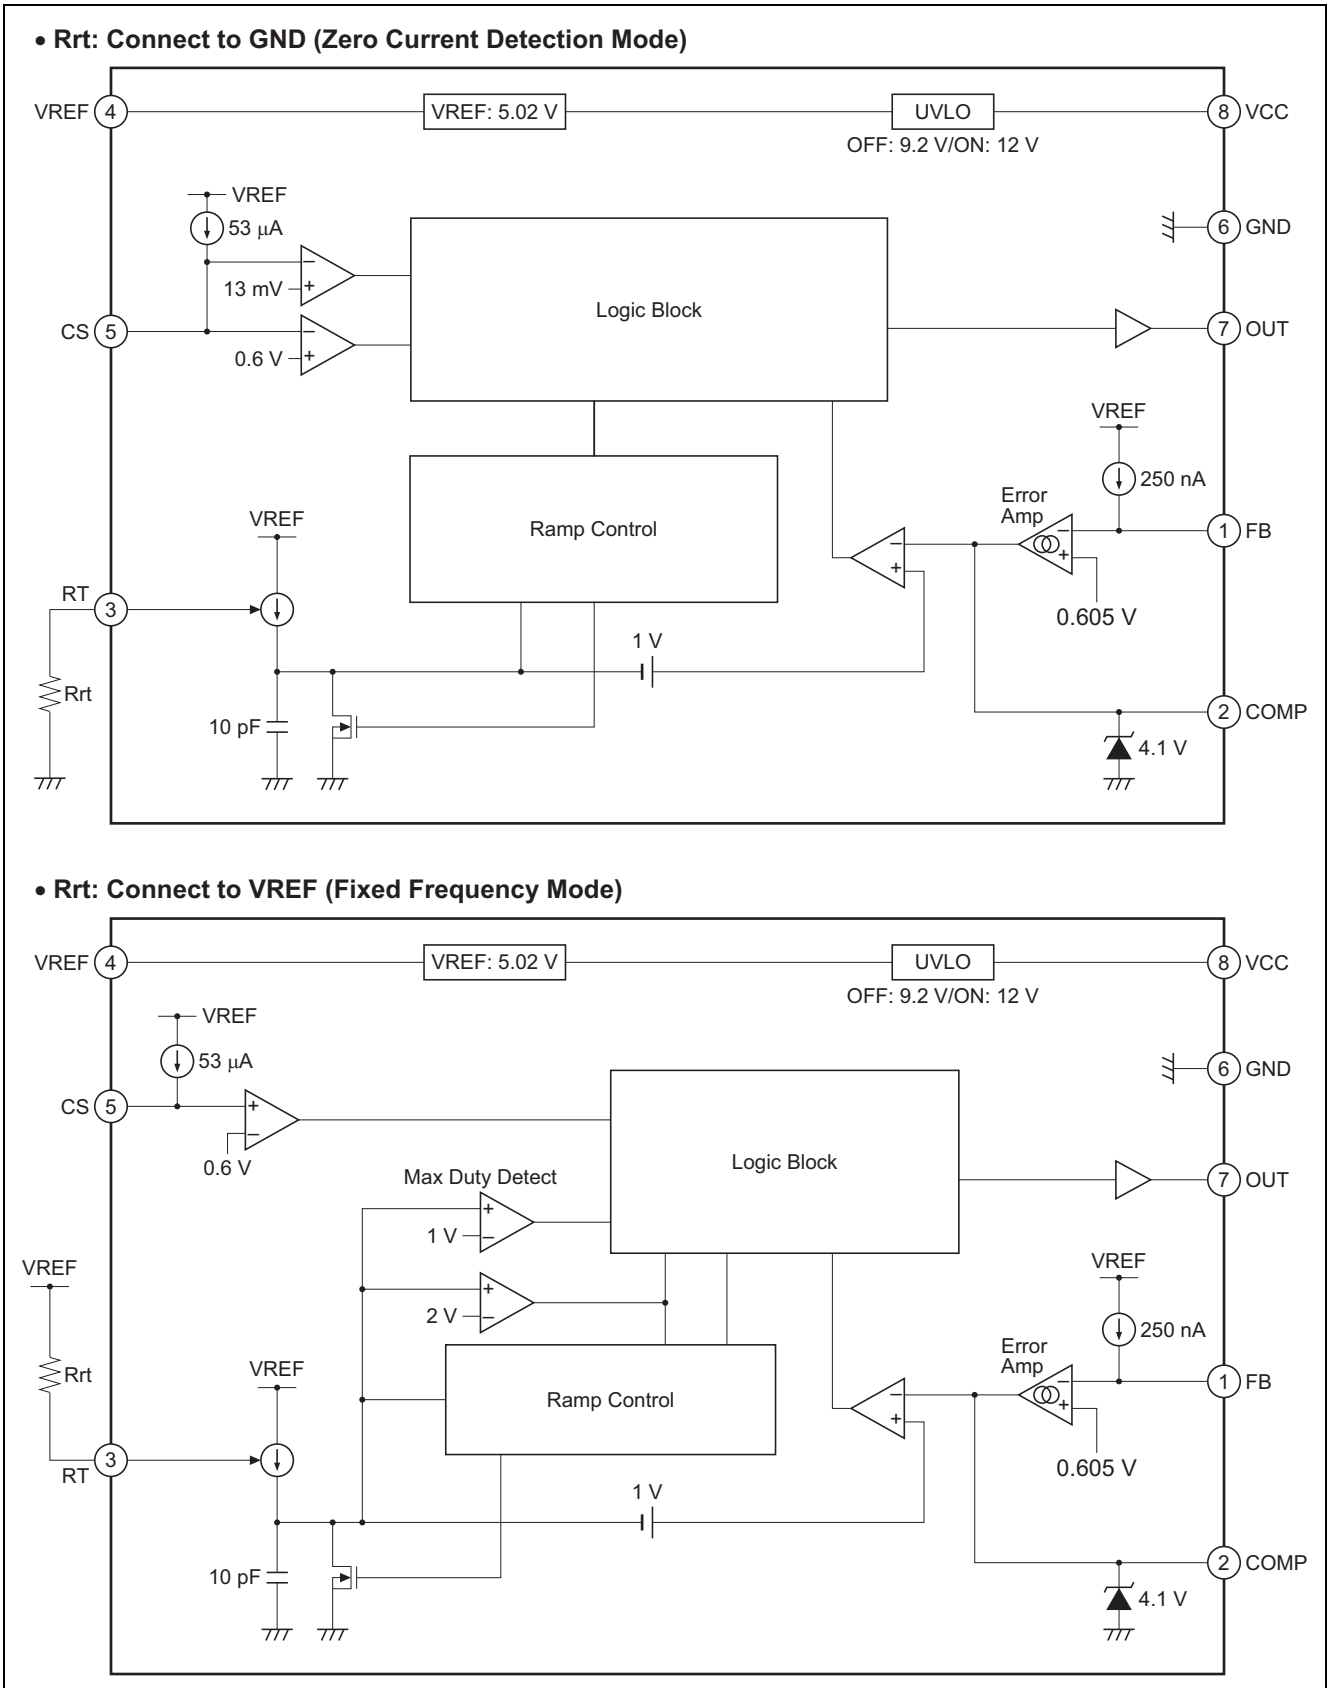 • Rrt: Connect to GND (Zero Current Detection Mode)
VREF 4 VREF: 5.02 V UVLO 8 VCC
OFF: 9.2 V/ON: 12 V
VREF
53 μA
6 GND
13 mV
− +
Logic Block
CS 5
− +
0.6 V
7 OUT
VREF
250 nA
Error
Amp
Ramp Control
VREF
− +
− +
1 FB
RT
3
0.605 V
1 V
Rrt
10 pF
2 COMP
4.1 V
• Rrt: Connect to VREF (Fixed Frequency Mode)
VREF 4 VREF: 5.02 V UVLO 8 VCC
OFF: 9.2 V/ON: 12 V
VREF
53 μA
6 GND
CS 5
+ −
0.6 V
Logic Block
Max Duty Detect
+ −
1 V
7 OUT
VREF
VREF
+ −
2 V
250 nA
Error
Amp
Rrt
VREF
Ramp Control
− +
− +
1 FB
3
RT
0.605 V
1 V
10 pF
2 COMP
4.1 V